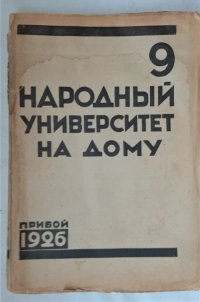 9
НАРОДНЫЙ
УНИВЕРСИТЕТ
НА ДОМУ
ПРИБОЙ
1926